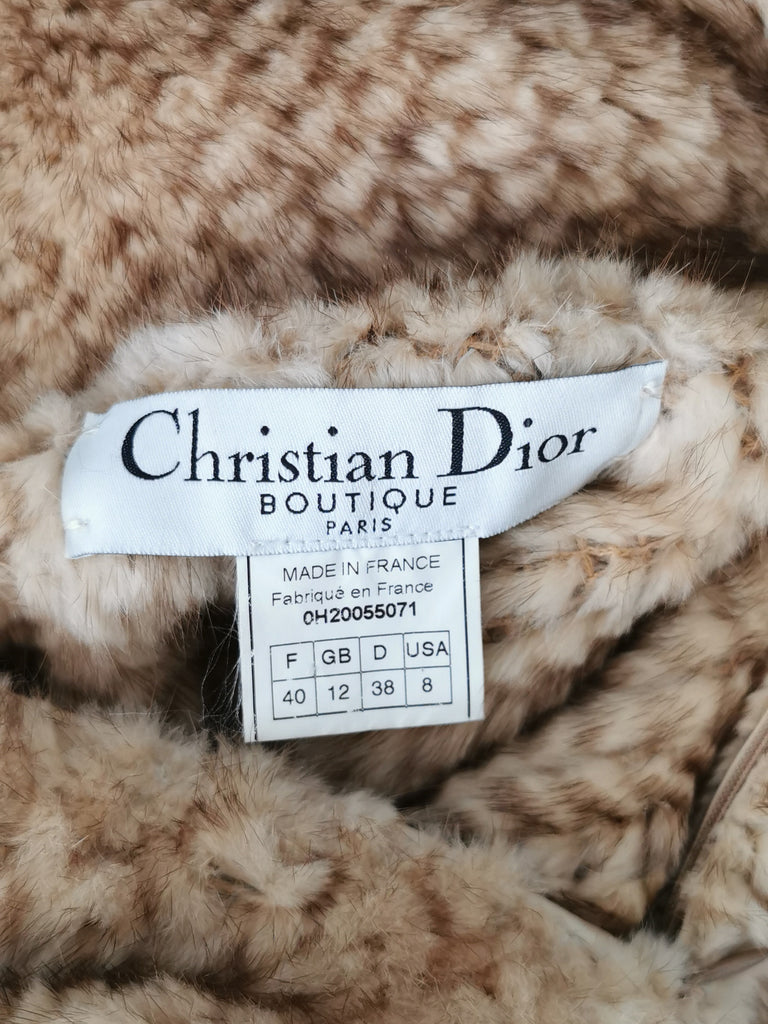 Christian Dior
BOUTIQUE
PARIS
MADE IN FRANCE
Fabriqué en France
0H20055071
F GB D USA
40 12 38 8